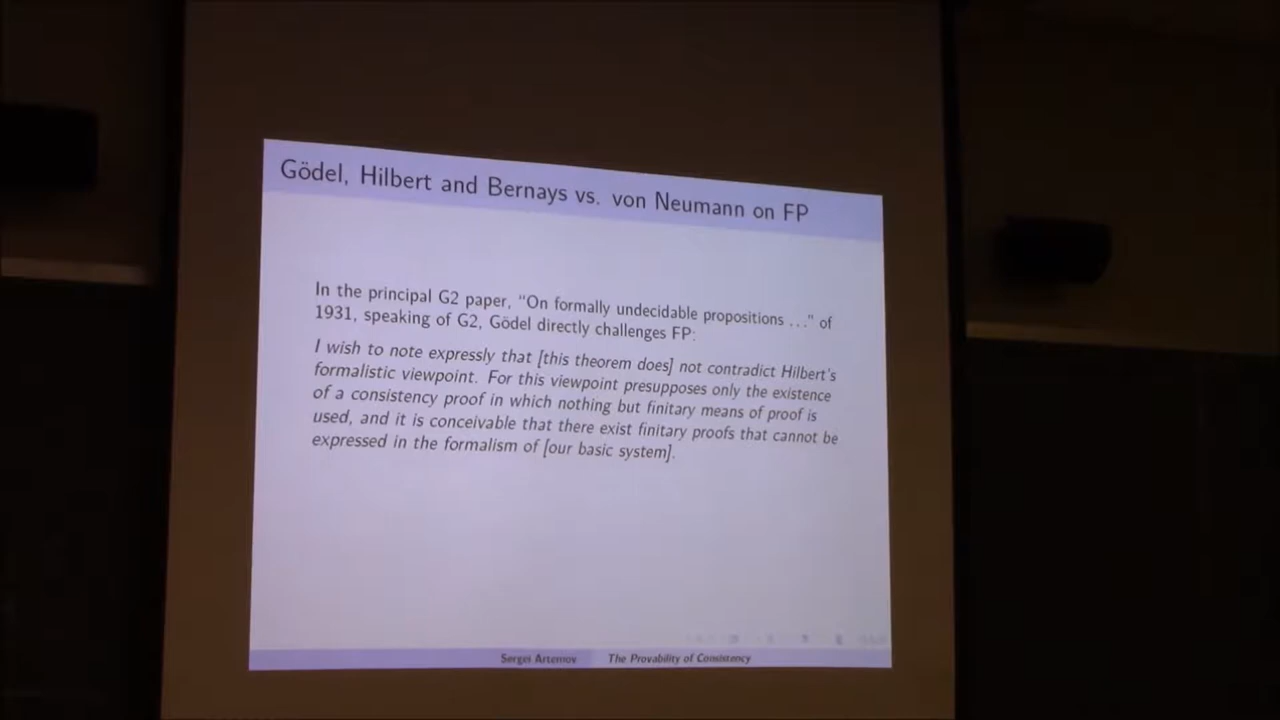 Gödel, Hilbert and Bernays vs. von Neumann on FP
In the principal G2 paper, “On formally undecidable propositions ...” of
1931, speaking of G2, Gödel directly challenges FP:
I wish to note expressly that [this theorem does] not contradict Hilbert's
formalistic viewpoint. For this viewpoint presupposes only the existence
of a consistency proof in which nothing but finitary means of proof is
used, and it is conceivable that there exist finitary proofs that cannot be
expressed in the formalism of [our basic system].
Sergei Artemov The Provability of Consistency